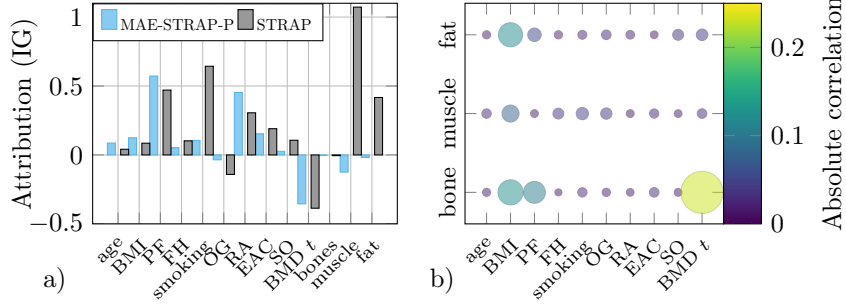 MAE-STRAP-P STRAP
Attribution (IG)
1
0.5
0
−0.5
age
BMI
PF
FH
smoking
OG
RA
EAC
SO
BMD t
bones
muscle
fat
a)
fat
muscle
bone
age
BMI
PF
FH
smoking
OG
RA
EAC
SO
BMD t
b)
0.2
0.1
0
Absolute correlation